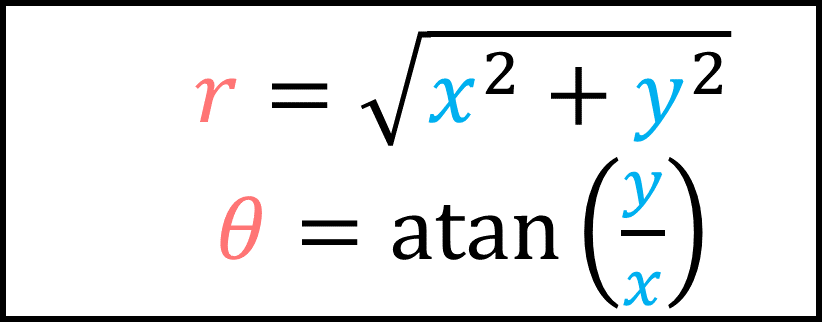 r = √(x² + y²)
θ = atan(y/x)